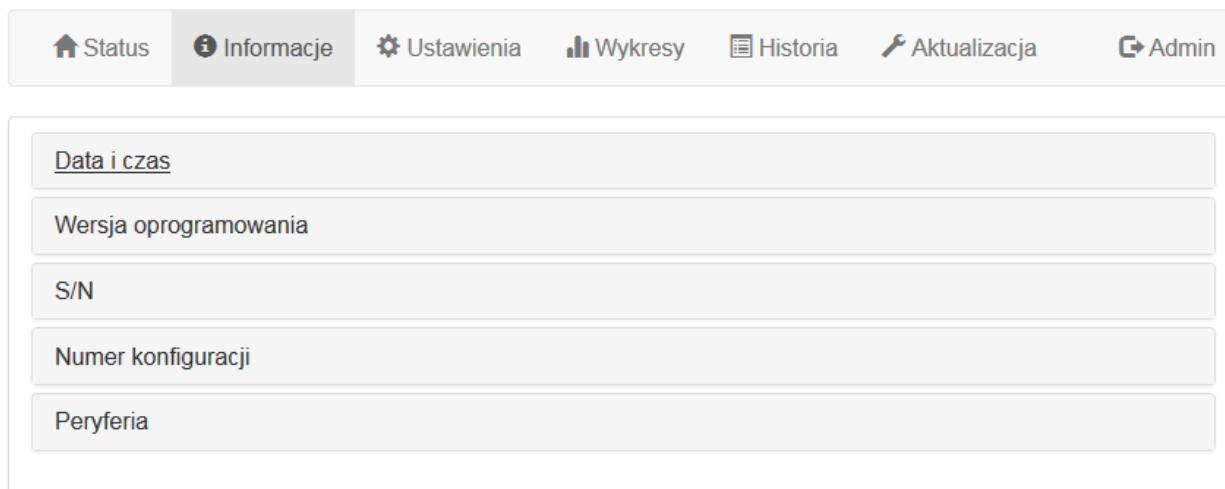 Status Informacje Ustawienia Wykresy Historia Aktualizacja Admin
Data i czas
Wersja oprogramowania
S/N
Numer konfiguracji
Peryferia